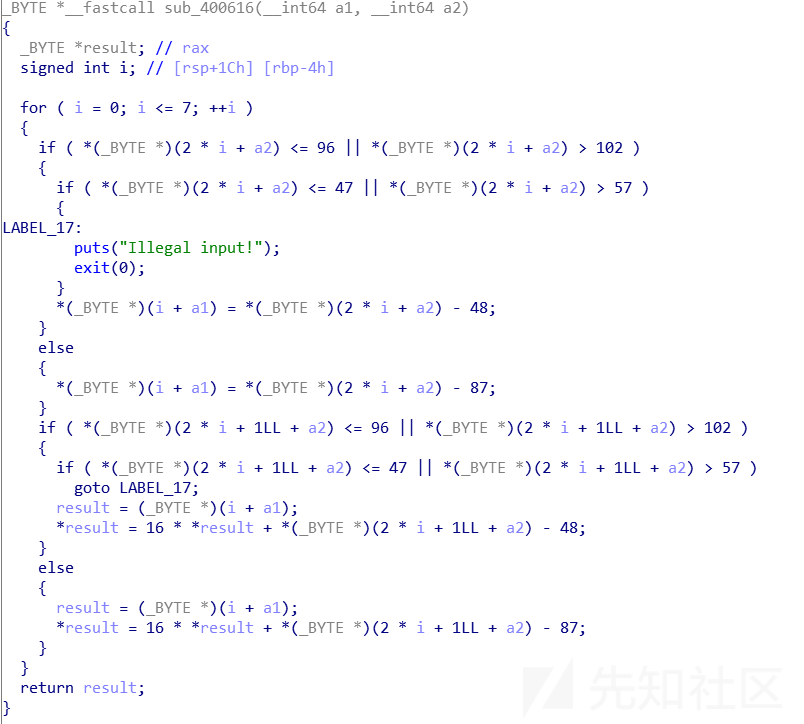 _BYTE *__fastcall sub_400616(__int64 a1, __int64 a2)
{
  _BYTE *result; // rax
  signed int i; // [rsp+1Ch] [rbp-4h]

  for ( i = 0; i <= 7; ++i )
  {
    if ( *(_BYTE *)(2 * i + a2) <= 96 || *(_BYTE *)(2 * i + a2) > 102 )
    {
      if ( *(_BYTE *)(2 * i + a2) <= 47 || *(_BYTE *)(2 * i + a2) > 57 )
      {
LABEL_17:
        puts("Illegal input!");
        exit(0);
      }
      *(_BYTE *)(i + a1) = *(_BYTE *)(2 * i + a2) - 48;
    }
    else
    {
      *(_BYTE *)(i + a1) = *(_BYTE *)(2 * i + a2) - 87;
    }
    if ( *(_BYTE *)(2 * i + 1LL + a2) <= 96 || *(_BYTE *)(2 * i + 1LL + a2) > 102 )
    {
      if ( *(_BYTE *)(2 * i + 1LL + a2) <= 47 || *(_BYTE *)(2 * i + 1LL + a2) > 57 )
        goto LABEL_17;
      result = (_BYTE *)(i + a1);
      *result = 16 * *result + *(_BYTE *)(2 * i + 1LL + a2) - 48;
    }
    else
    {
      result = (_BYTE *)(i + a1);
      *result = 16 * *result + *(_BYTE *)(2 * i + 1LL + a2) - 87;
    }
  }
  return result;
}
先知社区